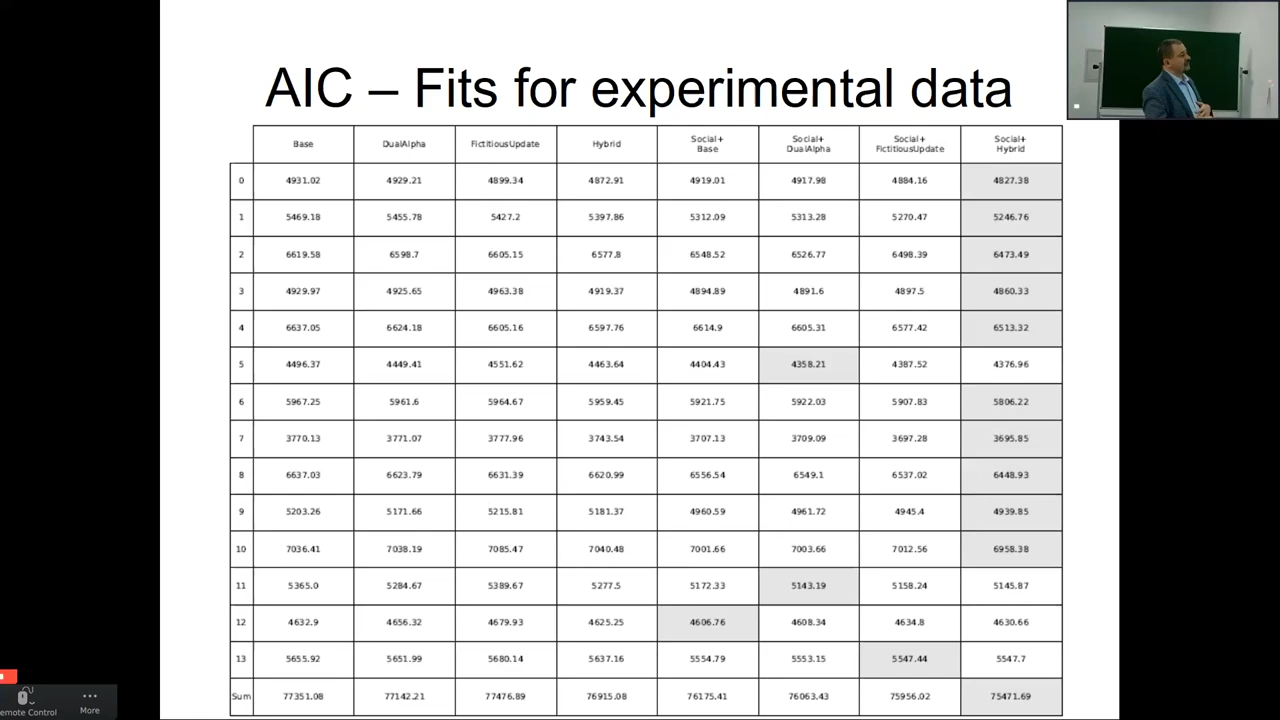 AIC – Fits for experimental data
Base DualAlpha FictitiousUpdate Hybrid Social+ Base Social+ DualAlpha Social+ FictitiousUpdate Social+ Hybrid
0 4931.02 4929.21 4899.34 4872.91 4919.01 4917.98 4884.16 4827.38
1 5469.18 5455.78 5427.2 5397.86 5312.09 5313.28 5270.47 5246.76
2 6619.58 6598.7 6605.15 6577.8 6548.52 6526.77 6498.39 6473.49
3 4929.97 4925.65 4963.38 4919.37 4894.89 4891.6 4897.5 4860.33
4 6637.05 6624.18 6605.16 6597.76 6614.9 6605.31 6577.42 6513.32
5 4496.37 4449.41 4551.62 4463.64 4404.43 4358.21 4387.52 4376.96
6 5967.25 5961.6 5964.67 5959.45 5921.75 5922.03 5907.83 5806.22
7 3770.13 3771.07 3777.96 3743.54 3707.13 3709.09 3697.28 3695.85
8 6637.03 6623.79 6631.39 6620.99 6556.54 6549.1 6537.02 6448.93
9 5203.26 5171.66 5215.81 5181.37 4960.59 4961.72 4945.4 4939.85
10 7036.41 7038.19 7085.47 7040.48 7001.66 7003.66 7012.56 6958.38
11 5365.0 5284.67 5389.67 5277.5 5172.33 5143.19 5158.24 5145.87
12 4632.9 4656.32 4679.93 4625.25 4606.76 4608.34 4634.8 4630.66
13 5655.92 5651.99 5680.14 5637.16 5554.79 5553.15 5547.44 5547.7
Sum 77351.08 77142.21 77476.89 76915.08 76175.41 76063.43 75956.02 75471.69
emote Control More